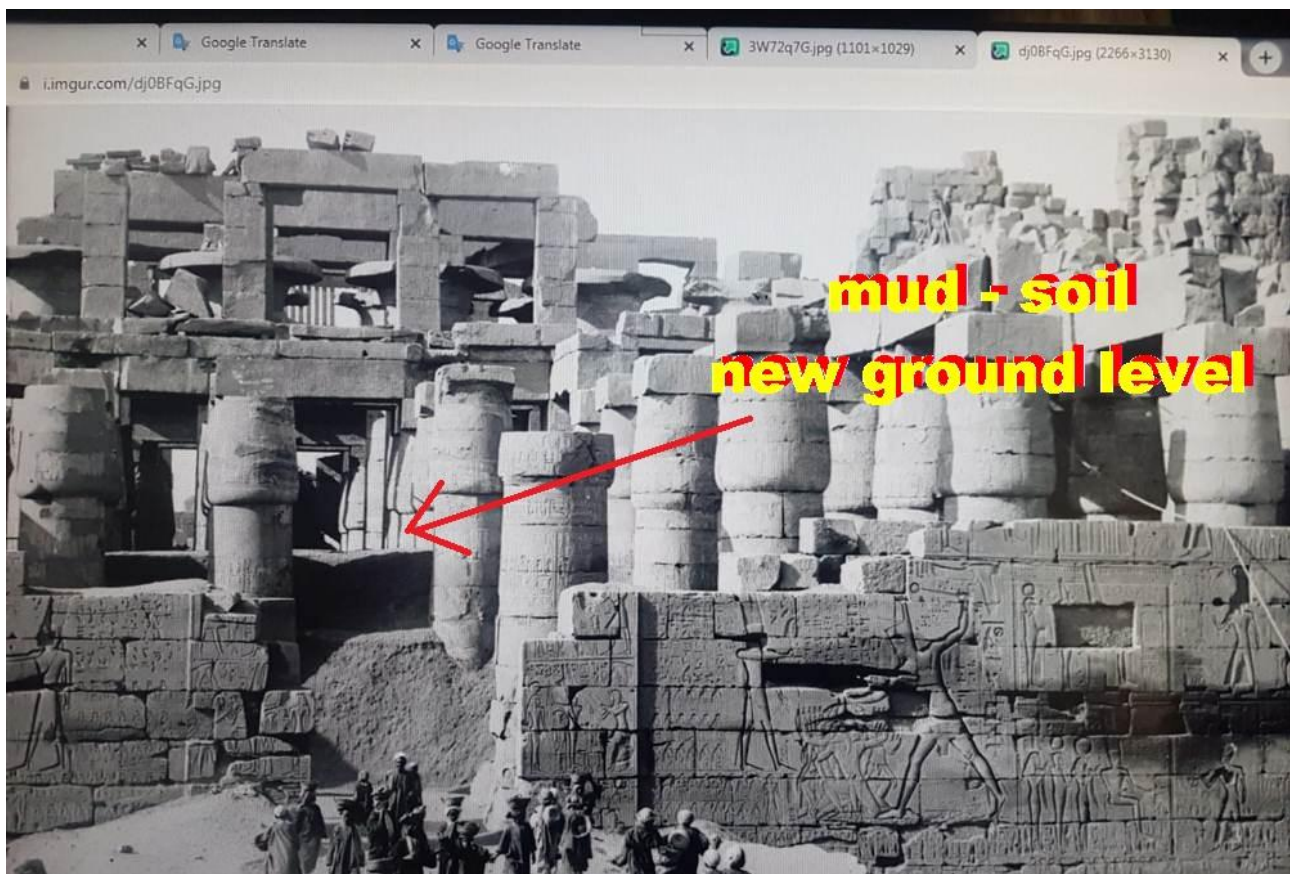 Google Translate
Google Translate
3W72q7G.jpg (1101×1029)
dj0BFqG.jpg (2266×3130)
i.imgur.com/dj0BFqG.jpg
mud - soil
new ground level